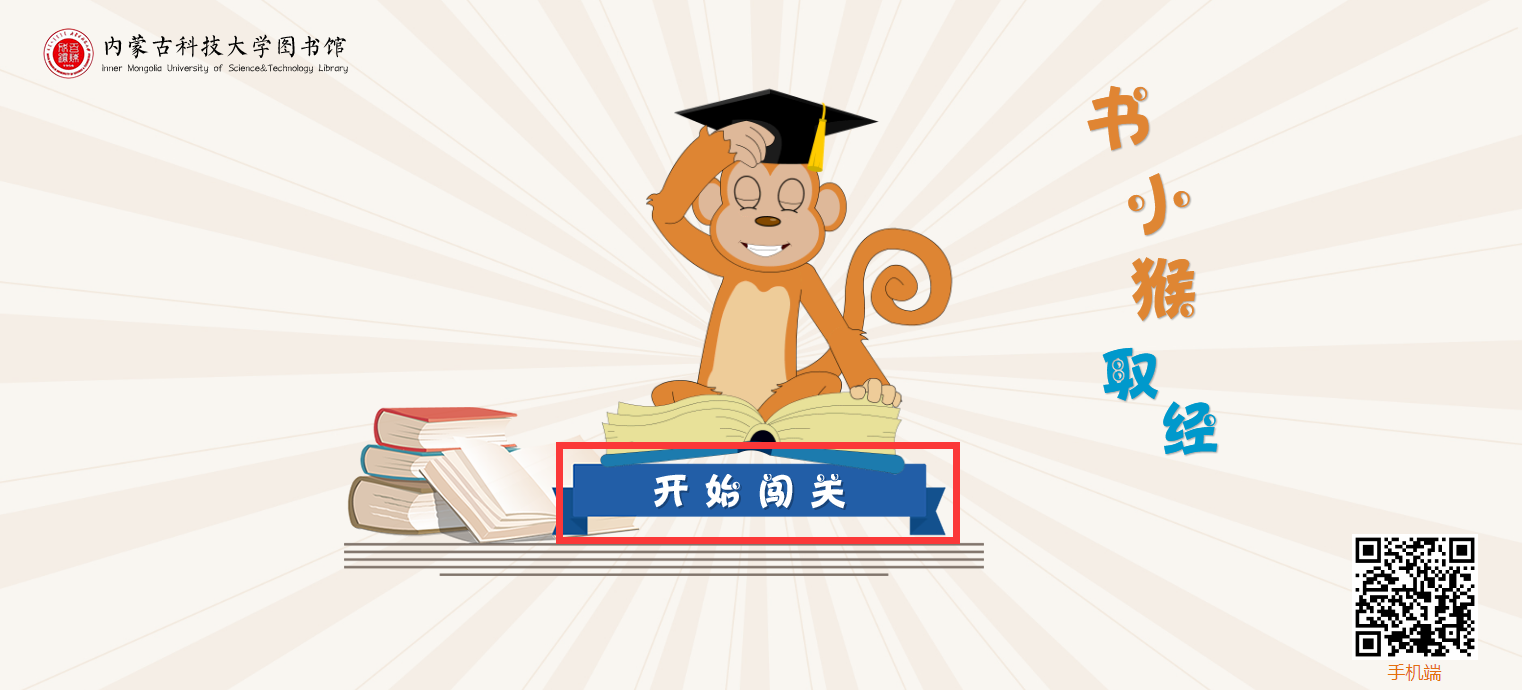 内蒙古科技大学图书馆
Inner Mongolia University of Science&Technology Library
书小猴
取经
开始闯关
手机端